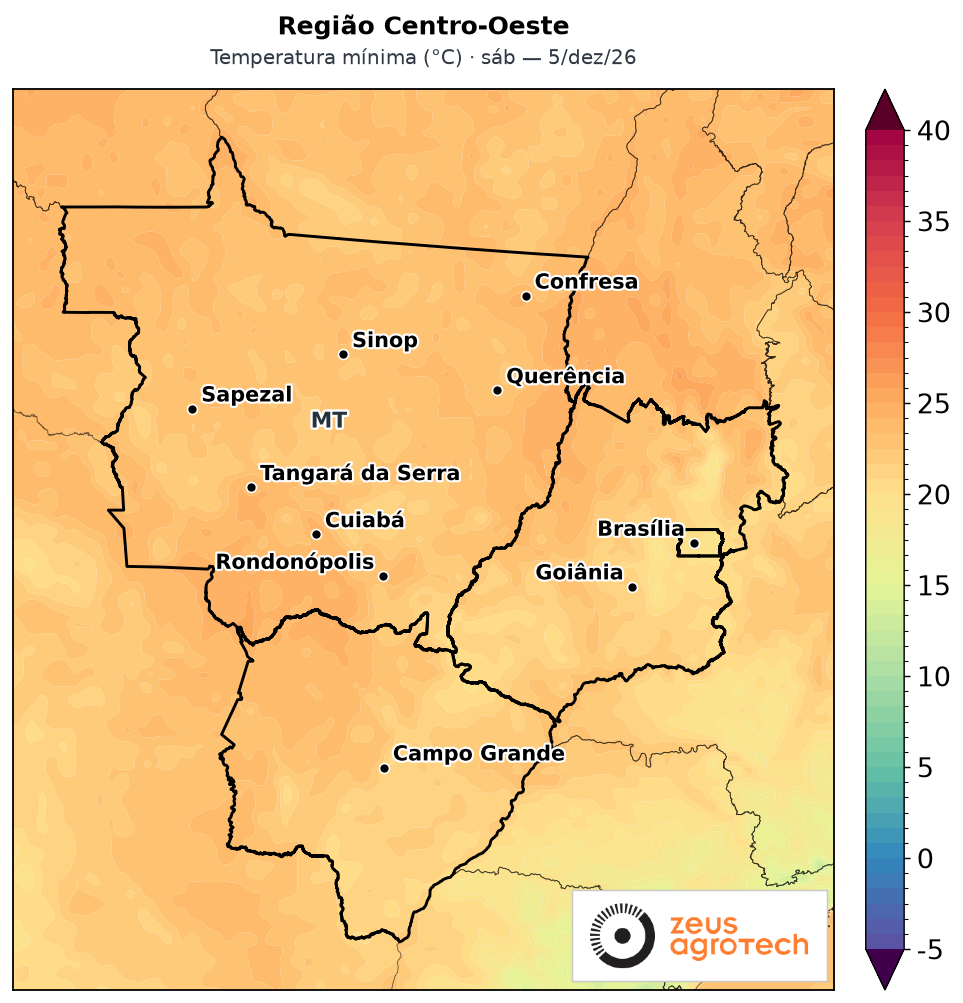 Região Centro-Oeste
Temperatura mínima (°C) · sáb — 5/dez/26
Confresa
Sinop
Querência
Sapezal
MT
Tangará da Serra
Cuiabá
Brasília
Rondonópolis
Goiânia
Campo Grande
40
35
30
25
20
15
10
5
0
-5
zeus
agrotech